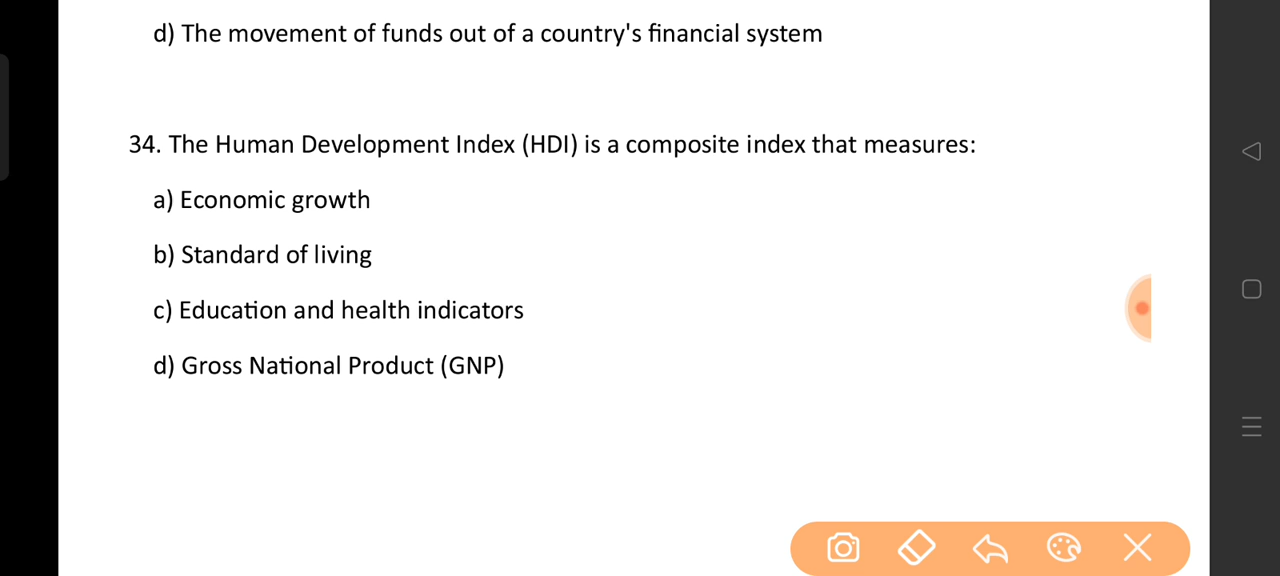 d) The movement of funds out of a country's financial system
34. The Human Development Index (HDI) is a composite index that measures:
a) Economic growth
b) Standard of living
c) Education and health indicators
d) Gross National Product (GNP)